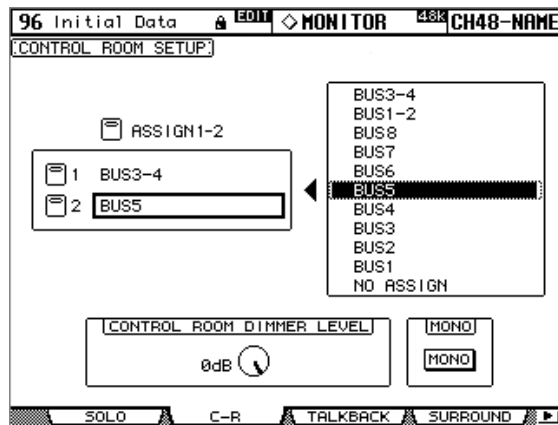 96 Initial Data EDIT ◇MONITOR 48K CH48-NAME
CONTROL ROOM SETUP
ASSIGN1-2
1 BUS3-4
2 BUS5
BUS3-4
BUS1-2
BUS8
BUS7
BUS6
BUS5
BUS4
BUS3
BUS2
BUS1
NO ASSIGN
CONTROL ROOM DIMMER LEVEL
0dB
MONO
MONO
SOLO C-R TALKBACK SURROUND